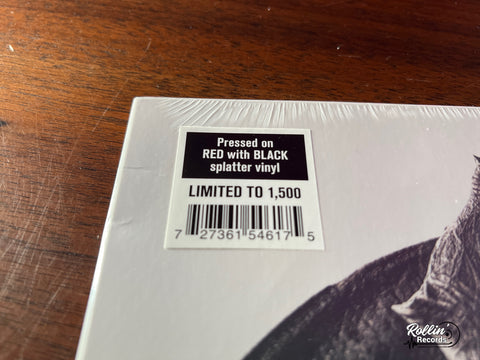 Pressed on
RED with BLACK
splatter vinyl
LIMITED TO 1,500
7 27361 54617 5
Rollin'
Records